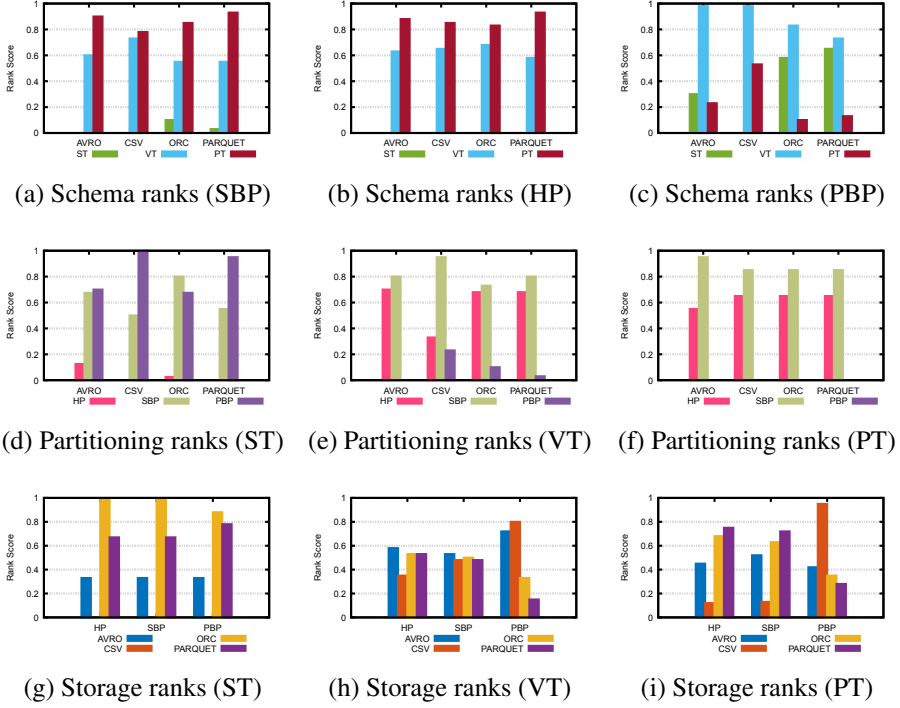 1
0.8
0.6
0.4
0.2
0
Rank Score
AVRO CSV ORC PARQUET
ST VT PT
(a) Schema ranks (SBP)
1
0.8
0.6
0.4
0.2
0
Rank Score
AVRO CSV ORC PARQUET
ST VT PT
(b) Schema ranks (HP)
1
0.8
0.6
0.4
0.2
0
Rank Score
AVRO CSV ORC PARQUET
ST VT PT
(c) Schema ranks (PBP)
1
0.8
0.6
0.4
0.2
0
Rank Score
AVRO CSV ORC PARQUET
HP SBP PBP
(d) Partitioning ranks (ST)
1
0.8
0.6
0.4
0.2
0
Rank Score
AVRO CSV ORC PARQUET
HP SBP PBP
(e) Partitioning ranks (VT)
1
0.8
0.6
0.4
0.2
0
Rank Score
AVRO CSV ORC PARQUET
HP SBP PBP
(f) Partitioning ranks (PT)
1
0.8
0.6
0.4
0.2
0
Rank Score
HP SBP PBP
AVRO ORC
CSV PARQUET
(g) Storage ranks (ST)
1
0.8
0.6
0.4
0.2
0
Rank Score
HP SBP PBP
AVRO ORC
CSV PARQUET
(h) Storage ranks (VT)
1
0.8
0.6
0.4
0.2
0
Rank Score
HP SBP PBP
AVRO ORC
CSV PARQUET
(i) Storage ranks (PT)